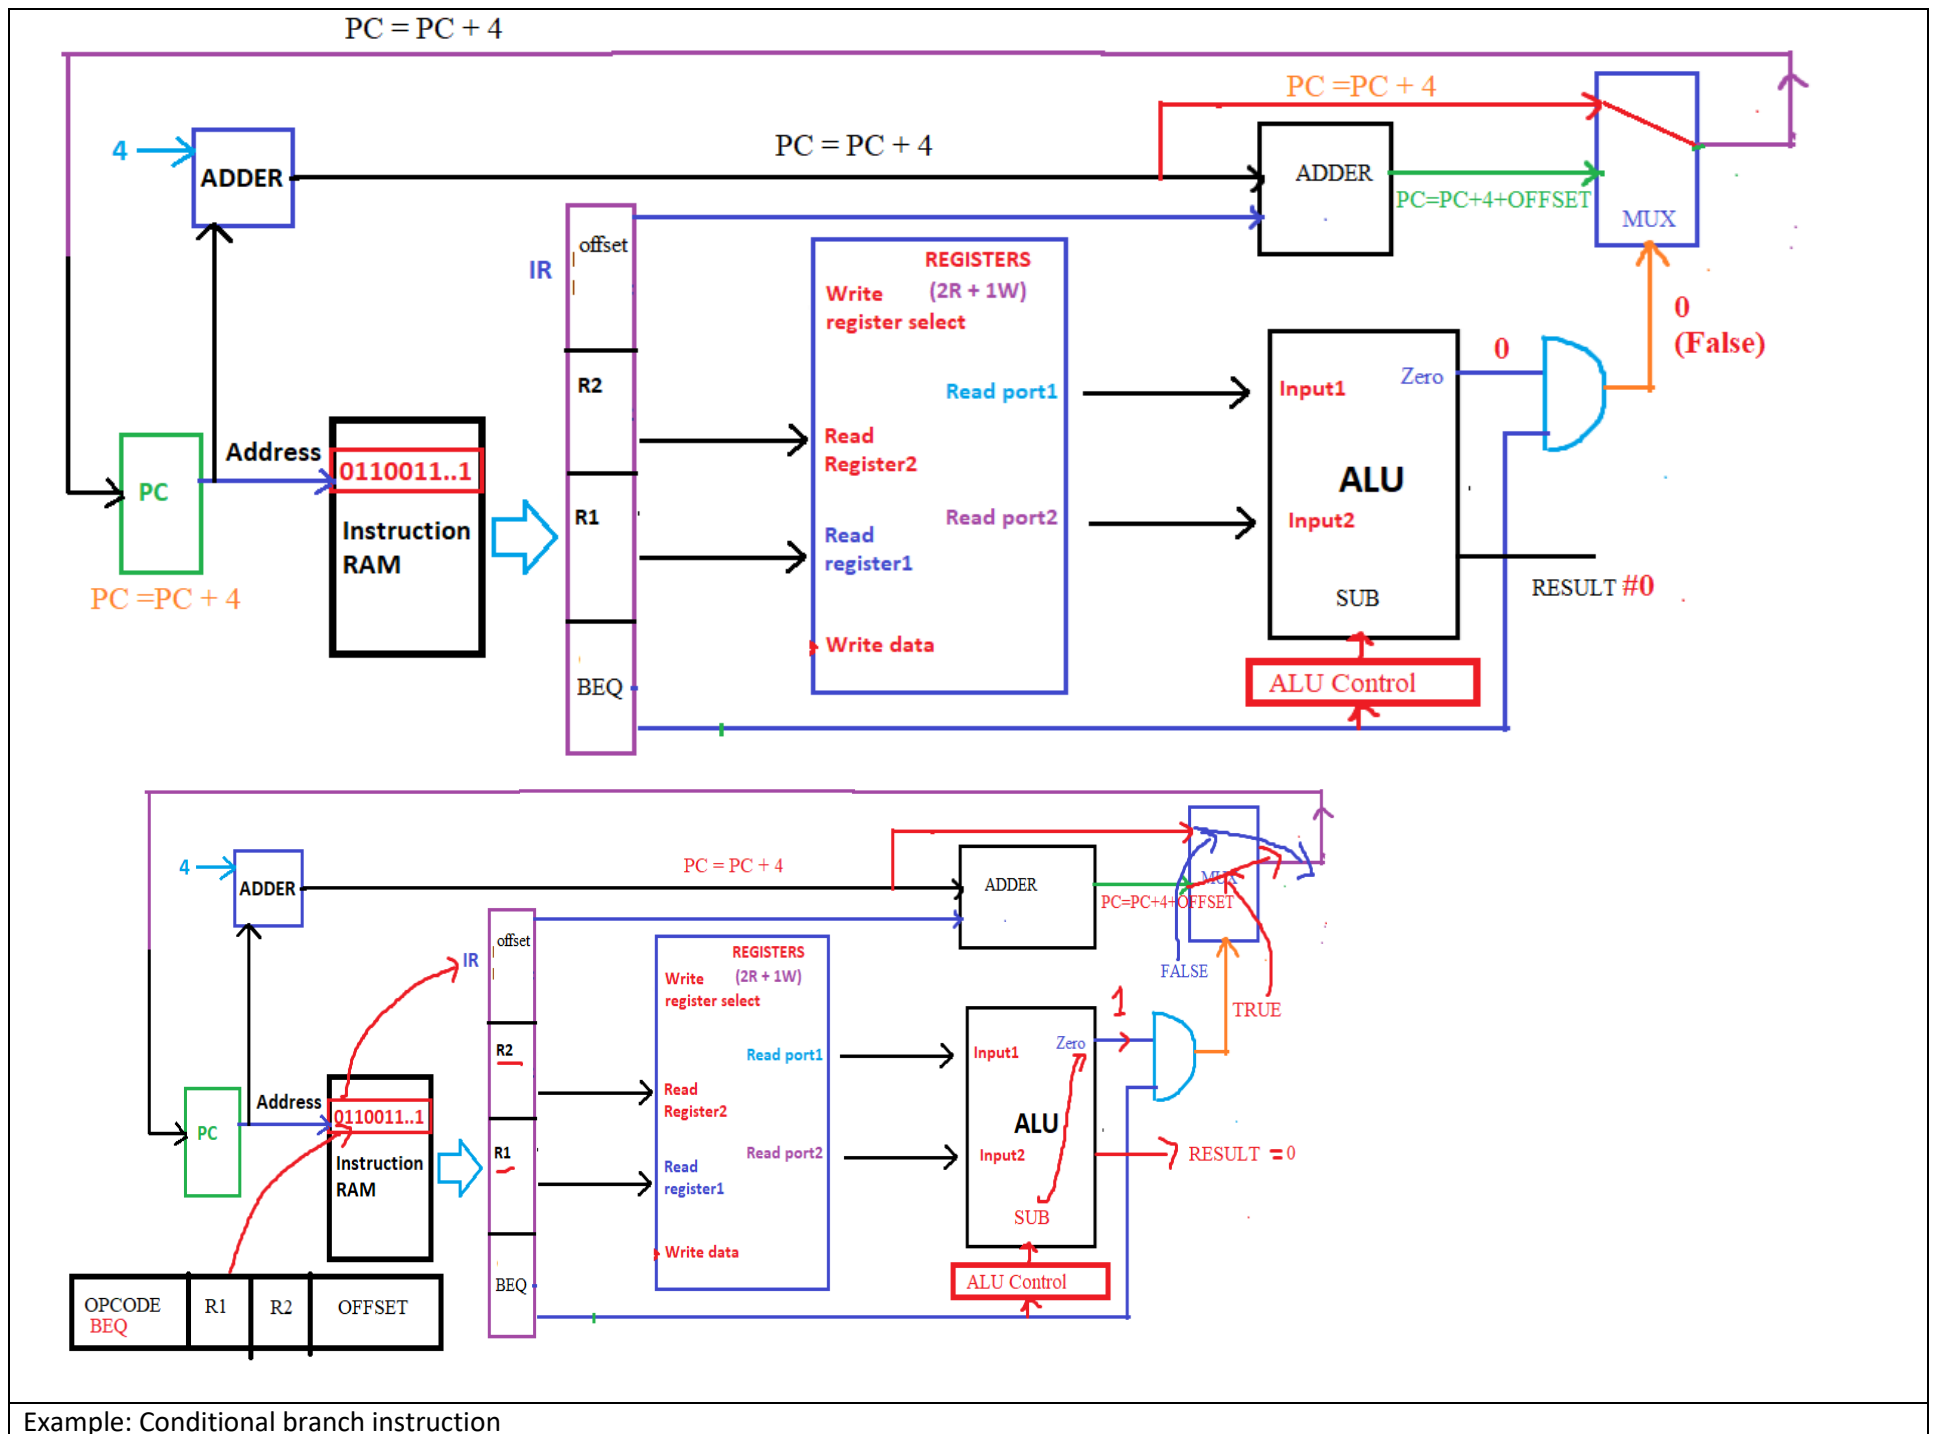 PC = PC + 4
PC =PC + 4
4
ADDER
PC = PC + 4
ADDER
PC=PC+4+OFFSET
MUX
offset
IR
REGISTERS
(2R + 1W)
Write
register select
0
(False)
0
R2
Read port1
Input1
Zero
Address
Read
Register2
0110011..1
PC
ALU
R1
Read port2
Input2
Instruction
RAM
Read
register1
PC =PC + 4
SUB
RESULT #0
Write data
BEQ
ALU Control
4
ADDER
PC = PC + 4
ADDER
MUX
PC=PC+4+OFFSET
offset
IR
REGISTERS
(2R + 1W)
Write
register select
FALSE
TRUE
1
R2
Read port1
Input1
Zero
Address
Read
Register2
0110011..1
PC
ALU
R1
Read port2
Input2
RESULT = 0
Instruction
RAM
Read
register1
SUB
Write data
BEQ
ALU Control
OPCODE
BEQ
R1
R2
OFFSET
Example: Conditional branch instruction